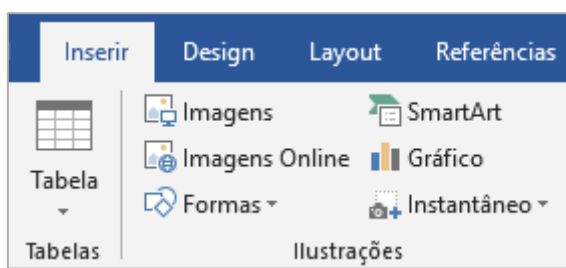 Inserir Design Layout Referências
Imagens SmartArt
Imagens Online Gráfico
Tabela
Formas Instantâneo
Tabelas Ilustrações